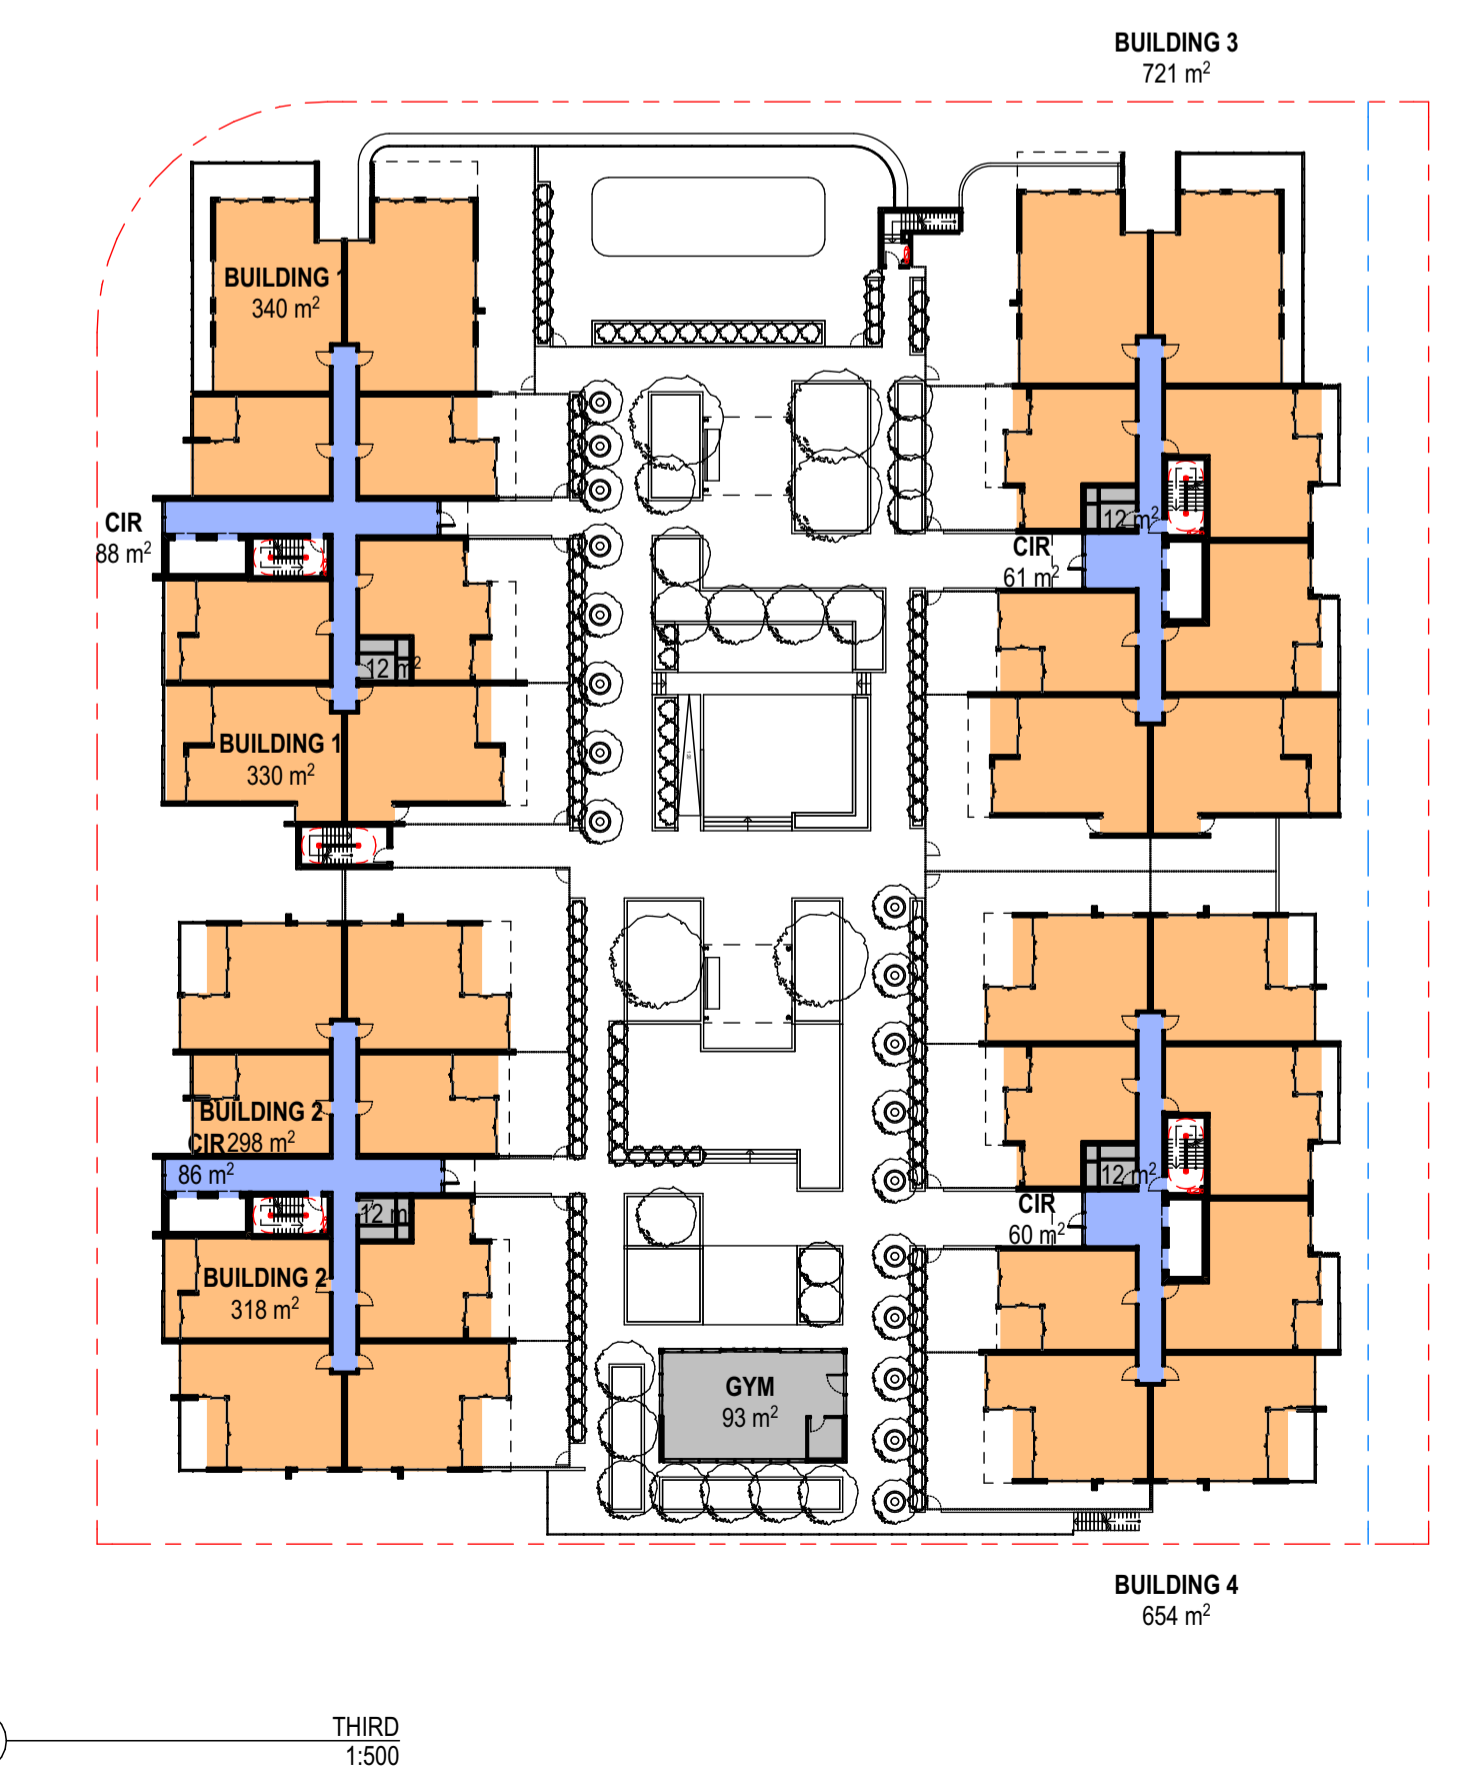 BUILDING 3
721 m²
BUILDING 1
340 m²
CIR
88 m²
12 m²
CIR
61 m²
12 m²
BUILDING 1
330 m²
BUILDING 2
298 m²
CIR
86 m²
12 m
12 m²
CIR
60 m²
BUILDING 2
318 m²
GYM
93 m²
BUILDING 4
654 m²
THIRD
1:500